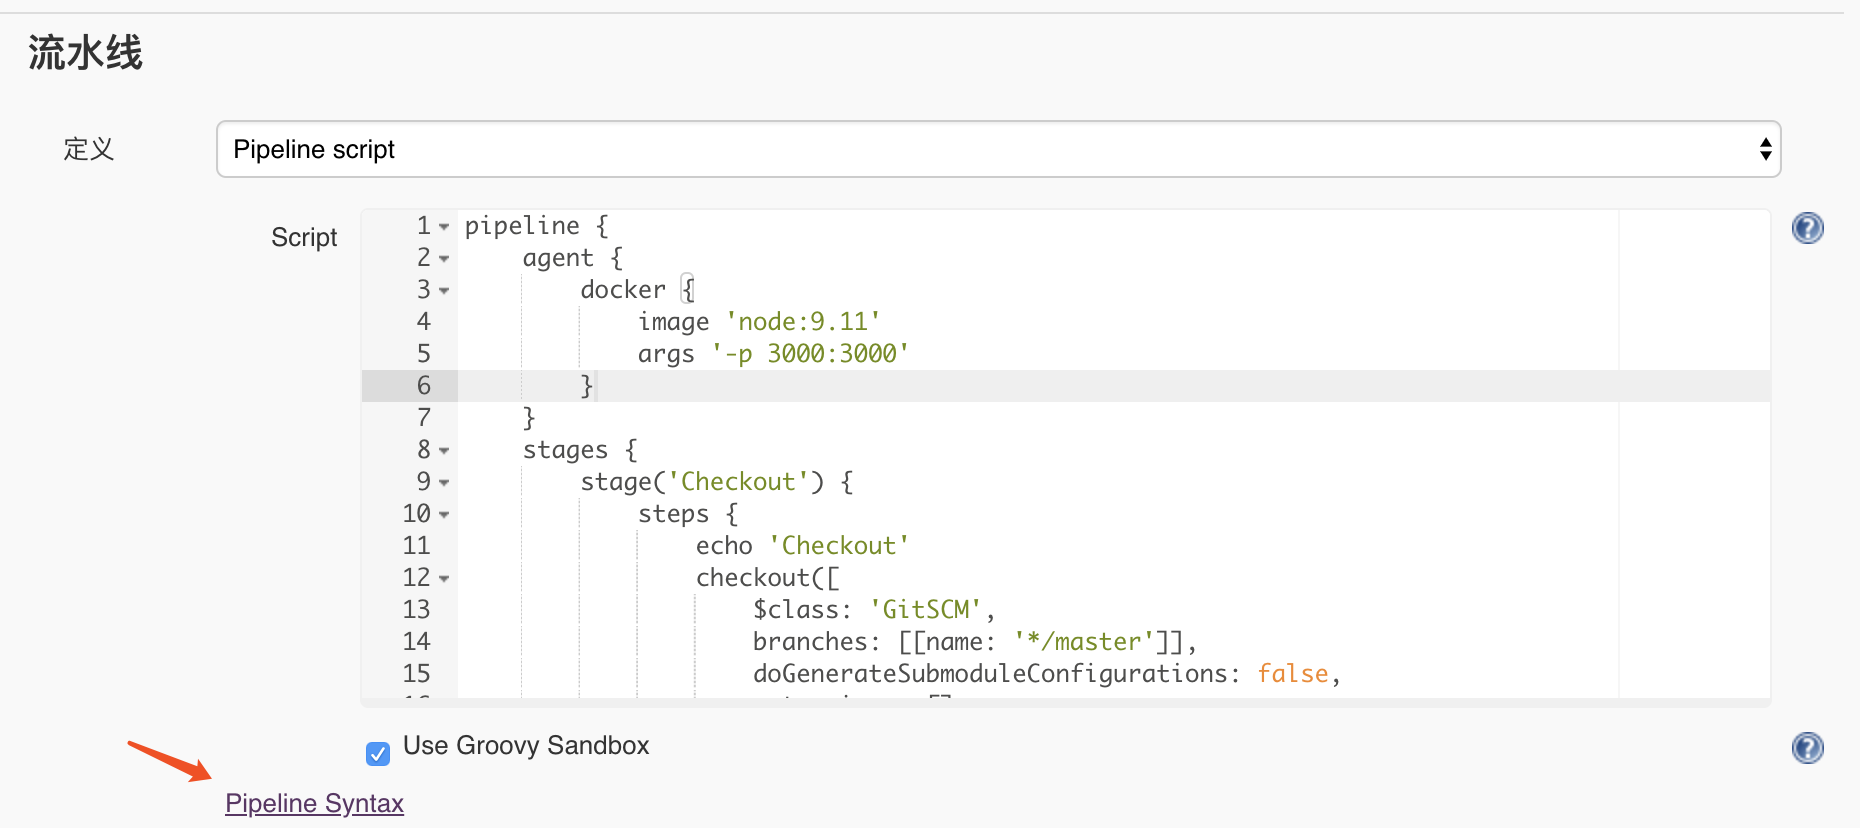 流水线
定义
Pipeline script
Script
1 pipeline {
2     agent {
3         docker {
4             image 'node:9.11'
5             args '-p 3000:3000'
6         }
7     }
8     stages {
9         stage('Checkout') {
10             steps {
11                 echo 'Checkout'
12                 checkout([
13                     $class: 'GitSCM',
14                     branches: [[name: '*/master']],
15                     doGenerateSubmoduleConfigurations: false,
Use Groovy Sandbox
Pipeline Syntax